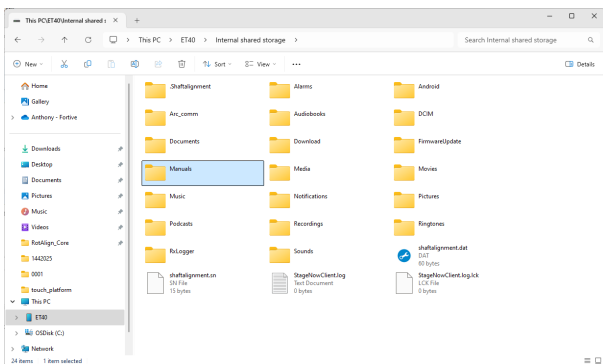 This PC\ET40\Internal shared s
This PC > ET40 > Internal shared storage >
Search Internal shared storage
New
Sort
View
Details
Home
Gallery
Anthony - Fortive
Downloads
Desktop
Documents
Pictures
Music
Videos
RotAlign_Core
1442025
0001
touch_platform
This PC
ET40
OSDisk (C:)
Network
.Shaftalignment
Alarms
Android
Arc_comm
Audiobooks
DCIM
Documents
Download
FirmwareUpdate
Manuals
Media
Movies
Music
Notifications
Pictures
Podcasts
Recordings
Ringtones
RxLogger
Sounds
shaftalignment.dat
DAT
60 bytes
shaftalignment.sn
SN File
15 bytes
StageNowClient.log
Text Document
0 bytes
StageNowClient.log.lck
LCK File
0 bytes
24 items 1 item selected